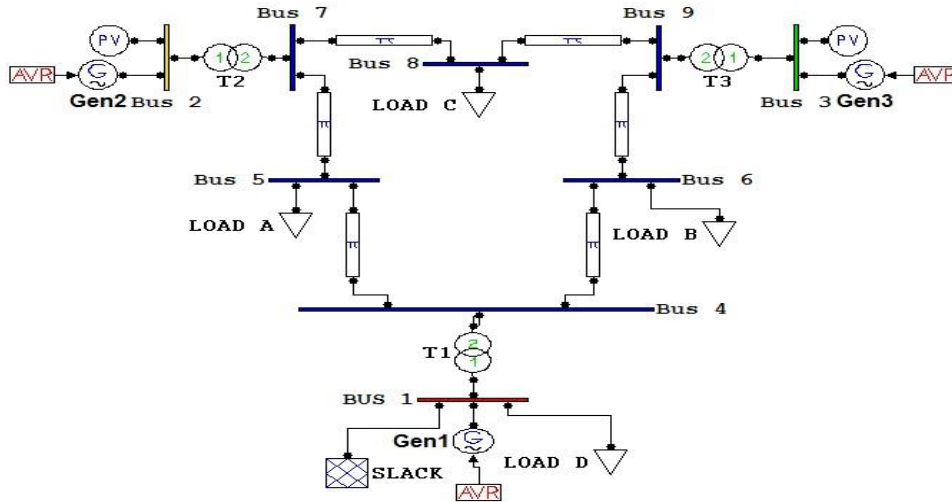 Bus 7
Bus 9
PV
1 2
π
π
2 1
PV
AVR
G
Gen2
Bus 2
T2
Bus 8
T3
Bus 3
G
Gen3
AVR
LOAD C
π
π
Bus 5
Bus 6
LOAD A
LOAD B
π
π
Bus 4
T1
2
1
BUS 1
Gen1
G
SLACK
LOAD D
AVR